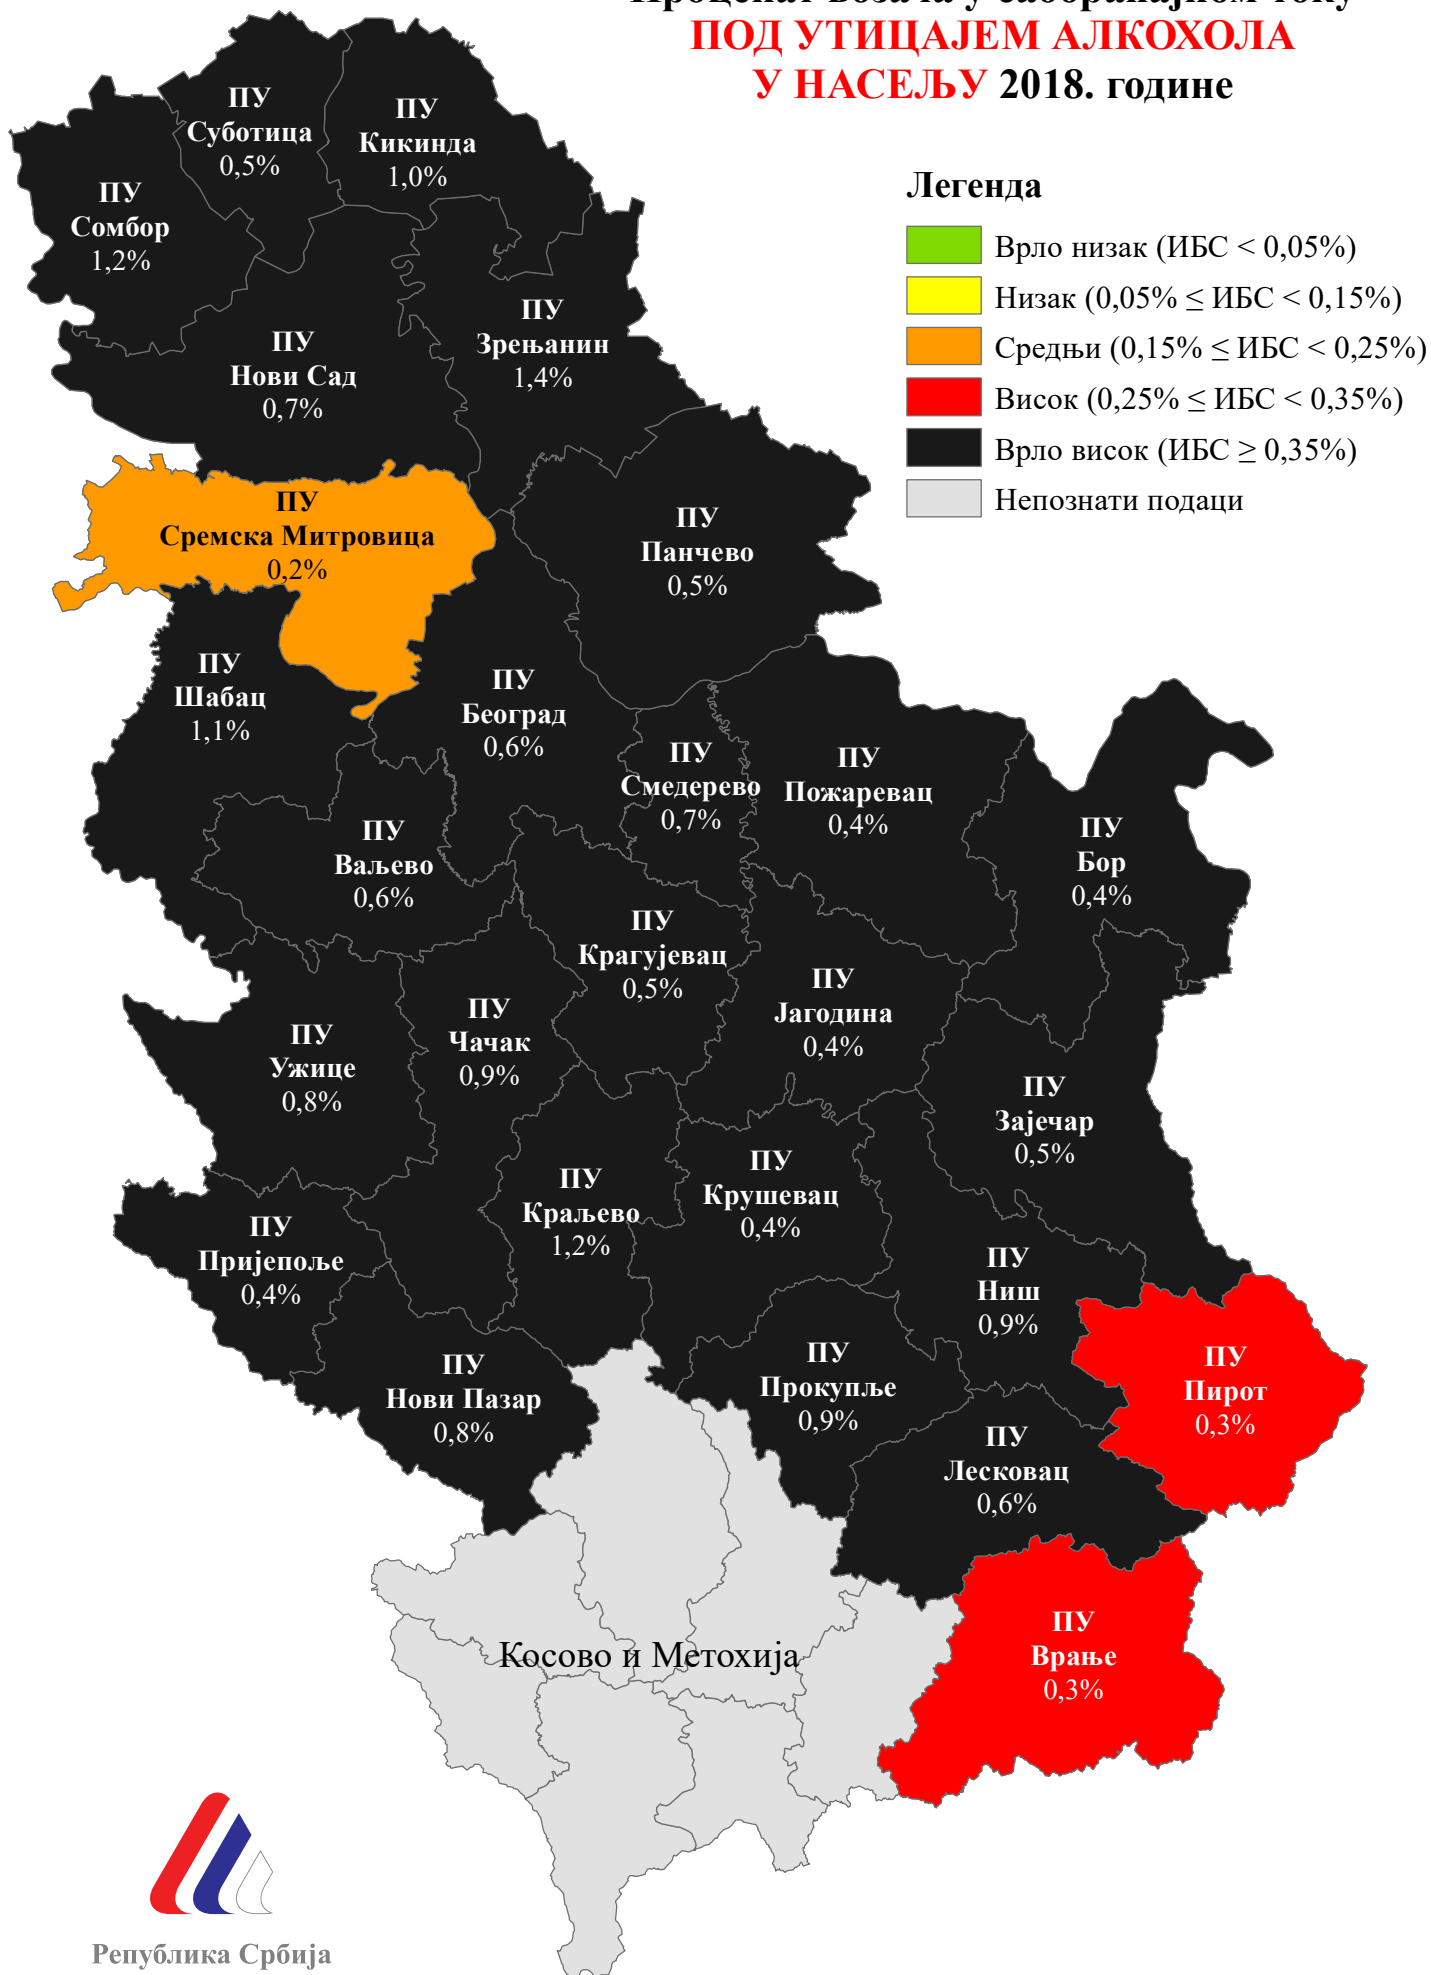 ПОД УТИЦАЈЕМ АЛКОХОЛА
У НАСЕЉУ 2018. године
Легенда
Врло низак (ИБС < 0,05%)
Низак (0,05% ≤ ИБС < 0,15%)
Средњи (0,15% ≤ ИБС < 0,25%)
Висок (0,25% ≤ ИБС < 0,35%)
Врло висок (ИБС ≥ 0,35%)
Непознати подаци
ПУ
Суботица
0,5%
ПУ
Кикинда
1,0%
ПУ
Сомбор
1,2%
ПУ
Зрењанин
1,4%
ПУ
Нови Сад
0,7%
ПУ
Сремска Митровица
0,2%
ПУ
Панчево
0,5%
ПУ
Шабац
1,1%
ПУ
Београд
0,6%
ПУ
Смедерево
0,7%
ПУ
Пожаревац
0,4%
ПУ
Бор
0,4%
ПУ
Ваљево
0,6%
ПУ
Крагујевац
0,5%
ПУ
Јагодина
0,4%
ПУ
Чачак
0,9%
ПУ
Ужице
0,8%
ПУ
Зајечар
0,5%
ПУ
Крушевац
0,4%
ПУ
Краљево
1,2%
ПУ
Пријепоље
0,4%
ПУ
Ниш
0,9%
ПУ
Прокупље
0,9%
ПУ
Пирот
0,3%
ПУ
Нови Пазар
0,8%
ПУ
Лесковац
0,6%
ПУ
Врање
0,3%
Косово и Метохија
Република Србија